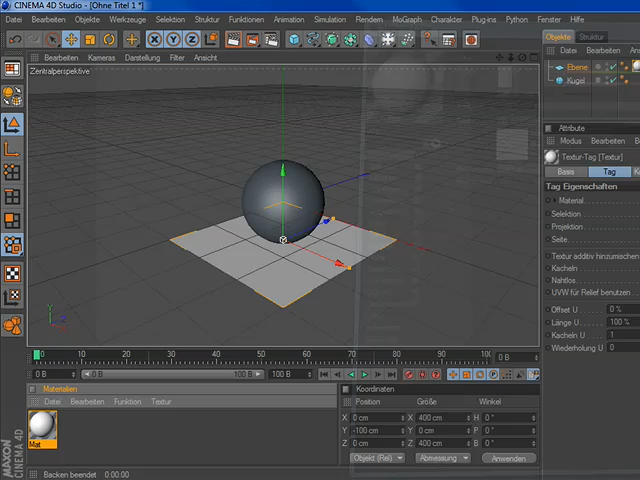 CINEMA 4D Studio - [Ohne Titel 1 *]
Datei Bearbeiten Objekte Werkzeuge Selektion Struktur Funktionen Animation Simulation Rendern MoGraph Charakter Plug-ins Python Fenster Hilfe
Bearbeiten Kameras Darstellung Filter Ansicht
Zentralperspektive
Objekte Struktur
Datei Bearbeiten Ansicht
Ebene
Kugel
Attribute
Modus Bearbeiten
Textur-Tag [Textur]
Basis Tag
Tag Eigenschaften
Material
Selektion
Projektion
Seite
Textur additiv hinzumischen
Kacheln
Nahtlos
UVW für Relief benutzen
Offset U 0 %
Länge U 100 %
Kacheln U 1
Wiederholung U 0
Y
Z
0 10 20 30 40 50 60 70 80 90 0 B
0 B 0 B 100 B 100 B
Materialien
Datei Bearbeiten Funktion Textur
Mat
Koordinaten
Position Größe Winkel
X 0 cm X 400 cm H 0 °
Y -100 cm Y 0 cm P 0 °
Z 0 cm Z 400 cm B 0 °
Objekt (Rel) Abmessung Anwenden
MAXON
CINEMA 4D
Backen beendet 0:00:00